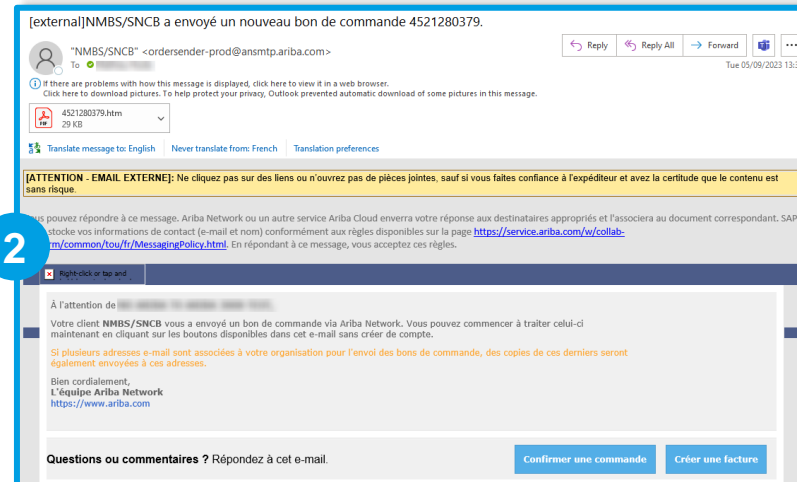 [external]NMBS/SNCB a envoyé un nouveau bon de commande 4521280379.
"NMBS/SNCB" <ordersender-prod@ansmtp.ariba.com>
To
Reply
Reply All
Forward
Tue 05/09/2023 13:3
If there are problems with how this message is displayed, click here to view it in a web browser.
Click here to download pictures. To help protect your privacy, Outlook prevented automatic download of some pictures in this message.
4521280379.htm
29 KB
Translate message to: English Never translate from: French Translation preferences
[ATTENTION - EMAIL EXTERNE]: Ne cliquez pas sur des liens ou n'ouvrez pas de pièces jointes, sauf si vous faites confiance à l'expéditeur et avez la certitude que le contenu est
sans risque.
us pouvez répondre à ce message. Ariba Network ou un autre service Ariba Cloud enverra votre réponse aux destinataires appropriés et l'associera au document correspondant. SAP
stocke vos informations de contact (e-mail et nom) conformément aux règles disponibles sur la page https://service.ariba.com/w/collab-
rm/common/tou/fr/MessagingPolicy.html. En répondant à ce message, vous acceptez ces règles.
2
Right-click or tap and
À l'attention de
Votre client NMBS/SNCB vous a envoyé un bon de commande via Ariba Network. Vous pouvez commencer à traiter celui-ci
maintenant en cliquant sur les boutons disponibles dans cet e-mail sans créer de compte.
Si plusieurs adresses e-mail sont associées à votre organisation pour l'envoi des bons de commande, des copies de ces derniers seront
également envoyées à ces adresses.
Bien cordialement,
L'équipe Ariba Network
https://www.ariba.com
Questions ou commentaires ? Répondez à cet e-mail.
Confirmer une commande
Créer une facture